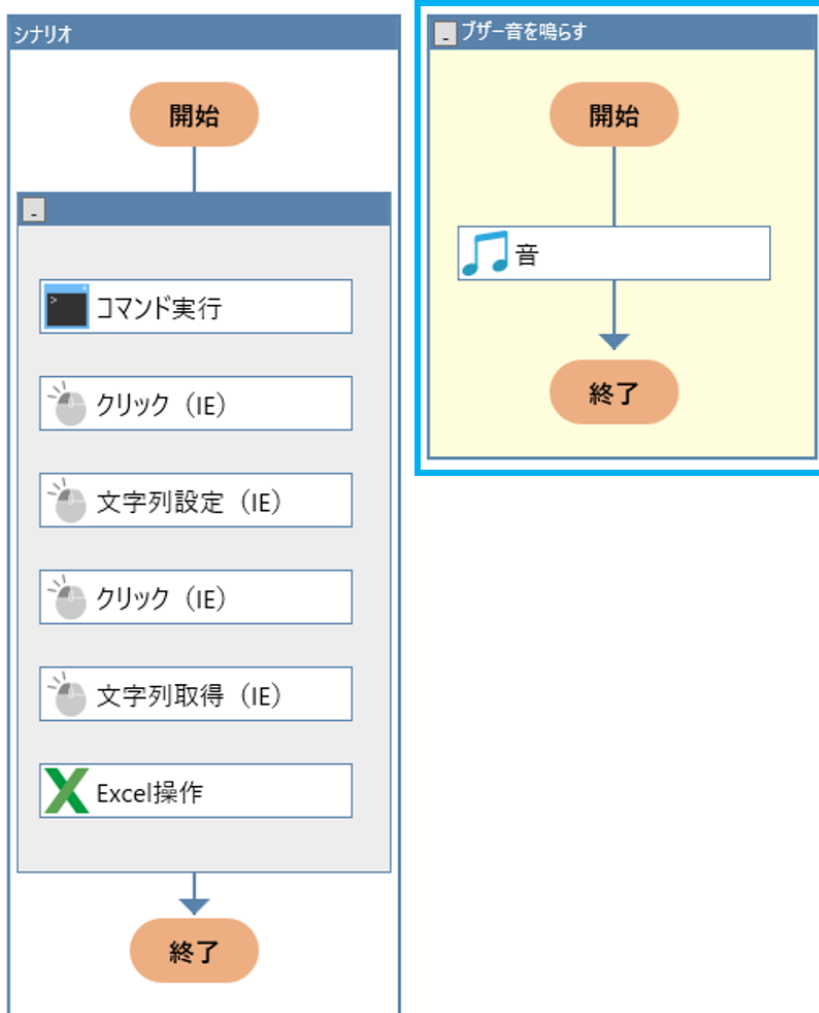 シナリオ
開始
-
コマンド実行
クリック（IE）
文字列設定（IE）
クリック（IE）
文字列取得（IE）
Excel操作
終了
- ブザー音を鳴らす
開始
音
終了